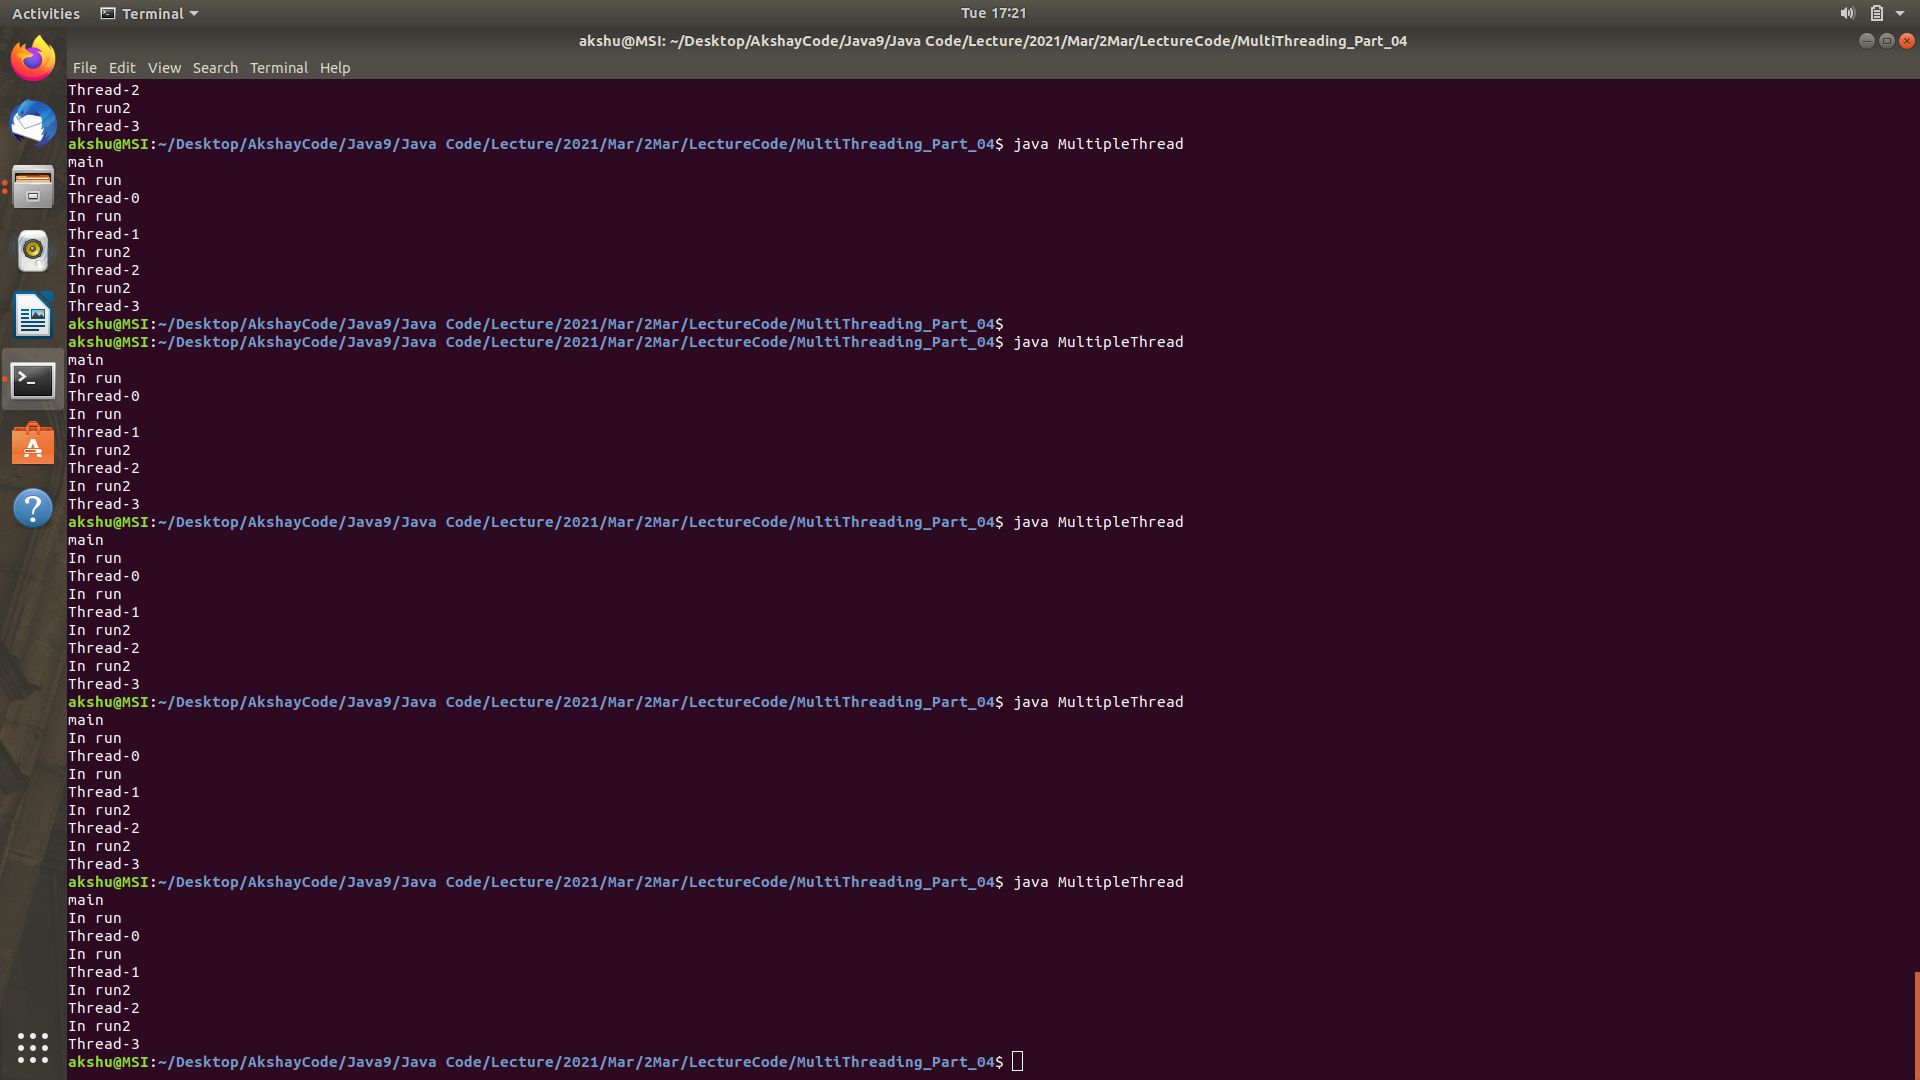 Activities Terminal Tue 17:21
akshu@MSI: ~/Desktop/AkshayCode/Java9/Java Code/Lecture/2021/Mar/2Mar/LectureCode/MultiThreading_Part_04
File Edit View Search Terminal Help
Thread-2
In run2
Thread-3
akshu@MSI:~/Desktop/AkshayCode/Java9/Java Code/Lecture/2021/Mar/2Mar/LectureCode/MultiThreading_Part_04$ java MultipleThread
main
In run
Thread-0
In run
Thread-1
In run2
Thread-2
In run2
Thread-3
akshu@MSI:~/Desktop/AkshayCode/Java9/Java Code/Lecture/2021/Mar/2Mar/LectureCode/MultiThreading_Part_04$
akshu@MSI:~/Desktop/AkshayCode/Java9/Java Code/Lecture/2021/Mar/2Mar/LectureCode/MultiThreading_Part_04$ java MultipleThread
main
In run
Thread-0
In run
Thread-1
In run2
Thread-2
In run2
Thread-3
akshu@MSI:~/Desktop/AkshayCode/Java9/Java Code/Lecture/2021/Mar/2Mar/LectureCode/MultiThreading_Part_04$ java MultipleThread
main
In run
Thread-0
In run
Thread-1
In run2
Thread-2
In run2
Thread-3
akshu@MSI:~/Desktop/AkshayCode/Java9/Java Code/Lecture/2021/Mar/2Mar/LectureCode/MultiThreading_Part_04$ java MultipleThread
main
In run
Thread-0
In run
Thread-1
In run2
Thread-2
In run2
Thread-3
akshu@MSI:~/Desktop/AkshayCode/Java9/Java Code/Lecture/2021/Mar/2Mar/LectureCode/MultiThreading_Part_04$ java MultipleThread
main
In run
Thread-0
In run
Thread-1
In run2
Thread-2
In run2
Thread-3
akshu@MSI:~/Desktop/AkshayCode/Java9/Java Code/Lecture/2021/Mar/2Mar/LectureCode/MultiThreading_Part_04$